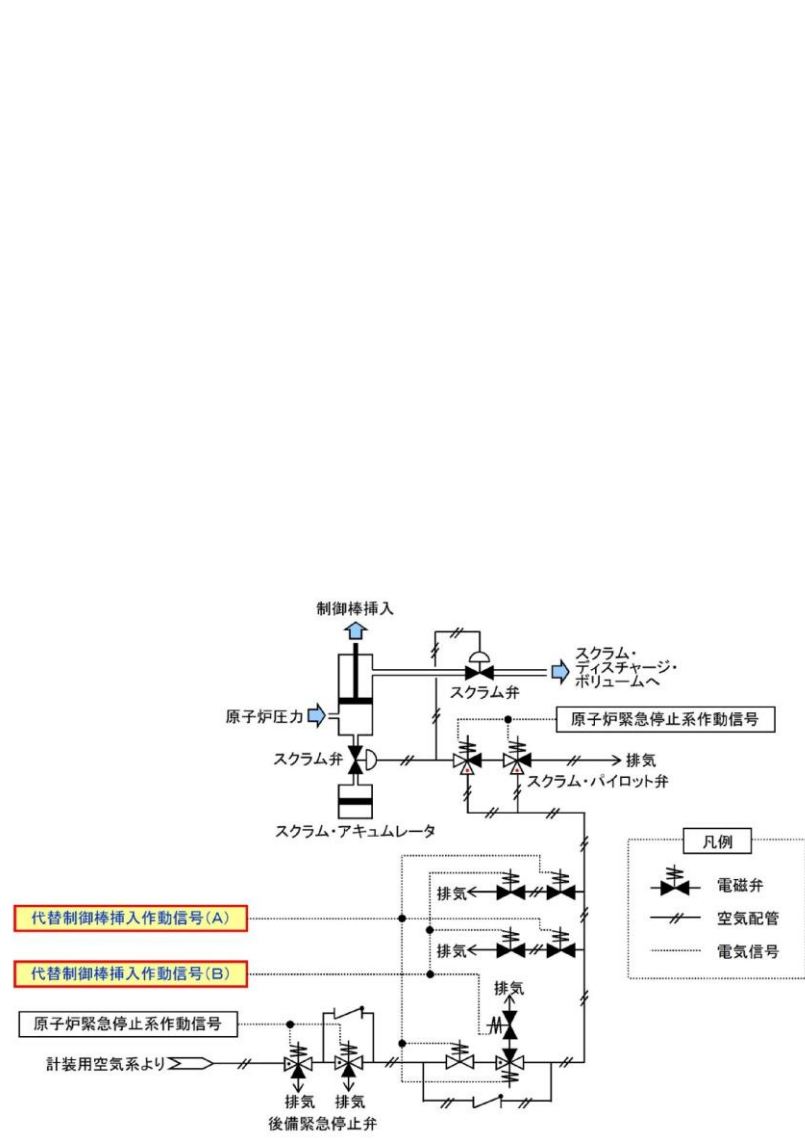 制御棒挿入
スクラム・
ディスチャージ・
ボリュームへ
スクラム弁
原子炉圧力
原子炉緊急停止系作動信号
スクラム弁
排気
スクラム・パイロット弁
スクラム・アキュムレータ
凡例
電磁弁
排気
代替制御棒挿入作動信号(A)
空気配管
排気
電気信号
代替制御棒挿入作動信号(B)
排気
原子炉緊急停止系作動信号
計装用空気系より
排気
排気
後備緊急停止弁